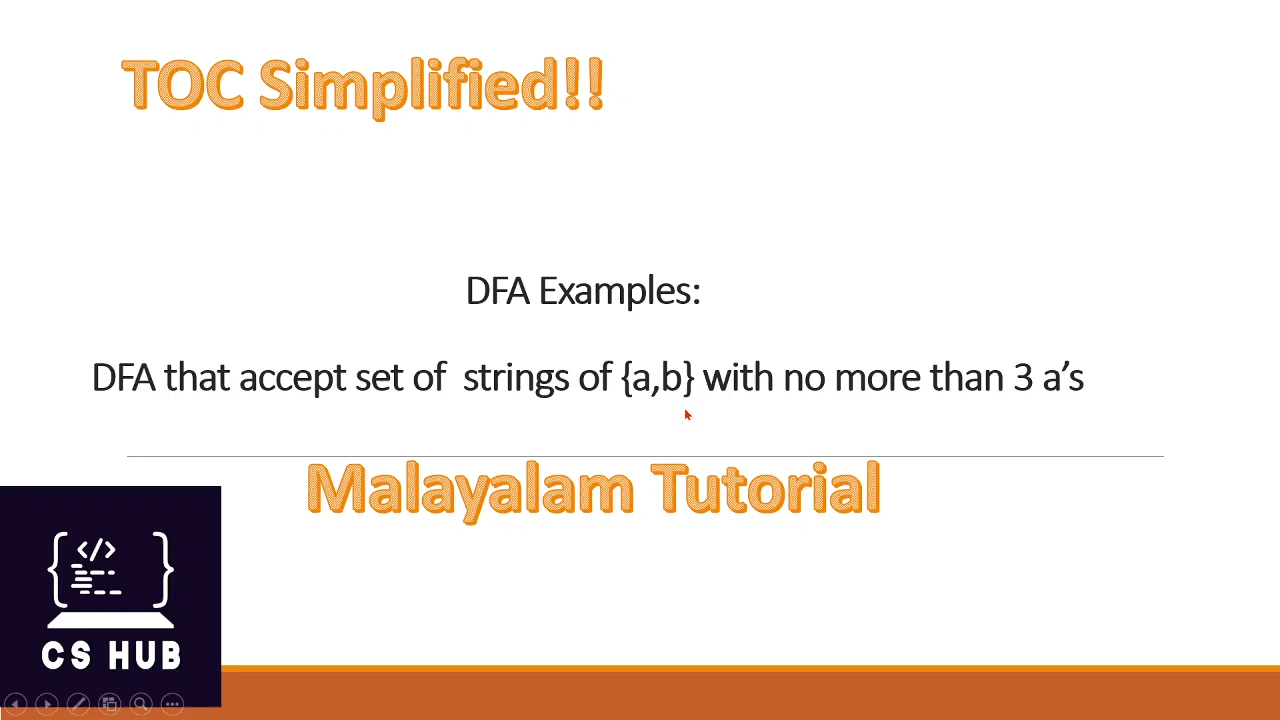 TOC Simplified!!
DFA Examples:
DFA that accept set of strings of {a,b} with no more than 3 a’s
Malayalam Tutorial
{</>}
CS HUB